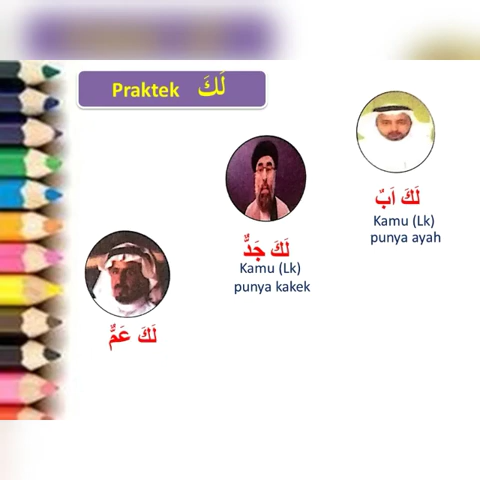 Praktek لَكَ
لَكَ اَبٌ
Kamu (Lk)
punya ayah
لَكَ جَدٌّ
Kamu (Lk)
punya kakek
لَكَ عَمٌّ